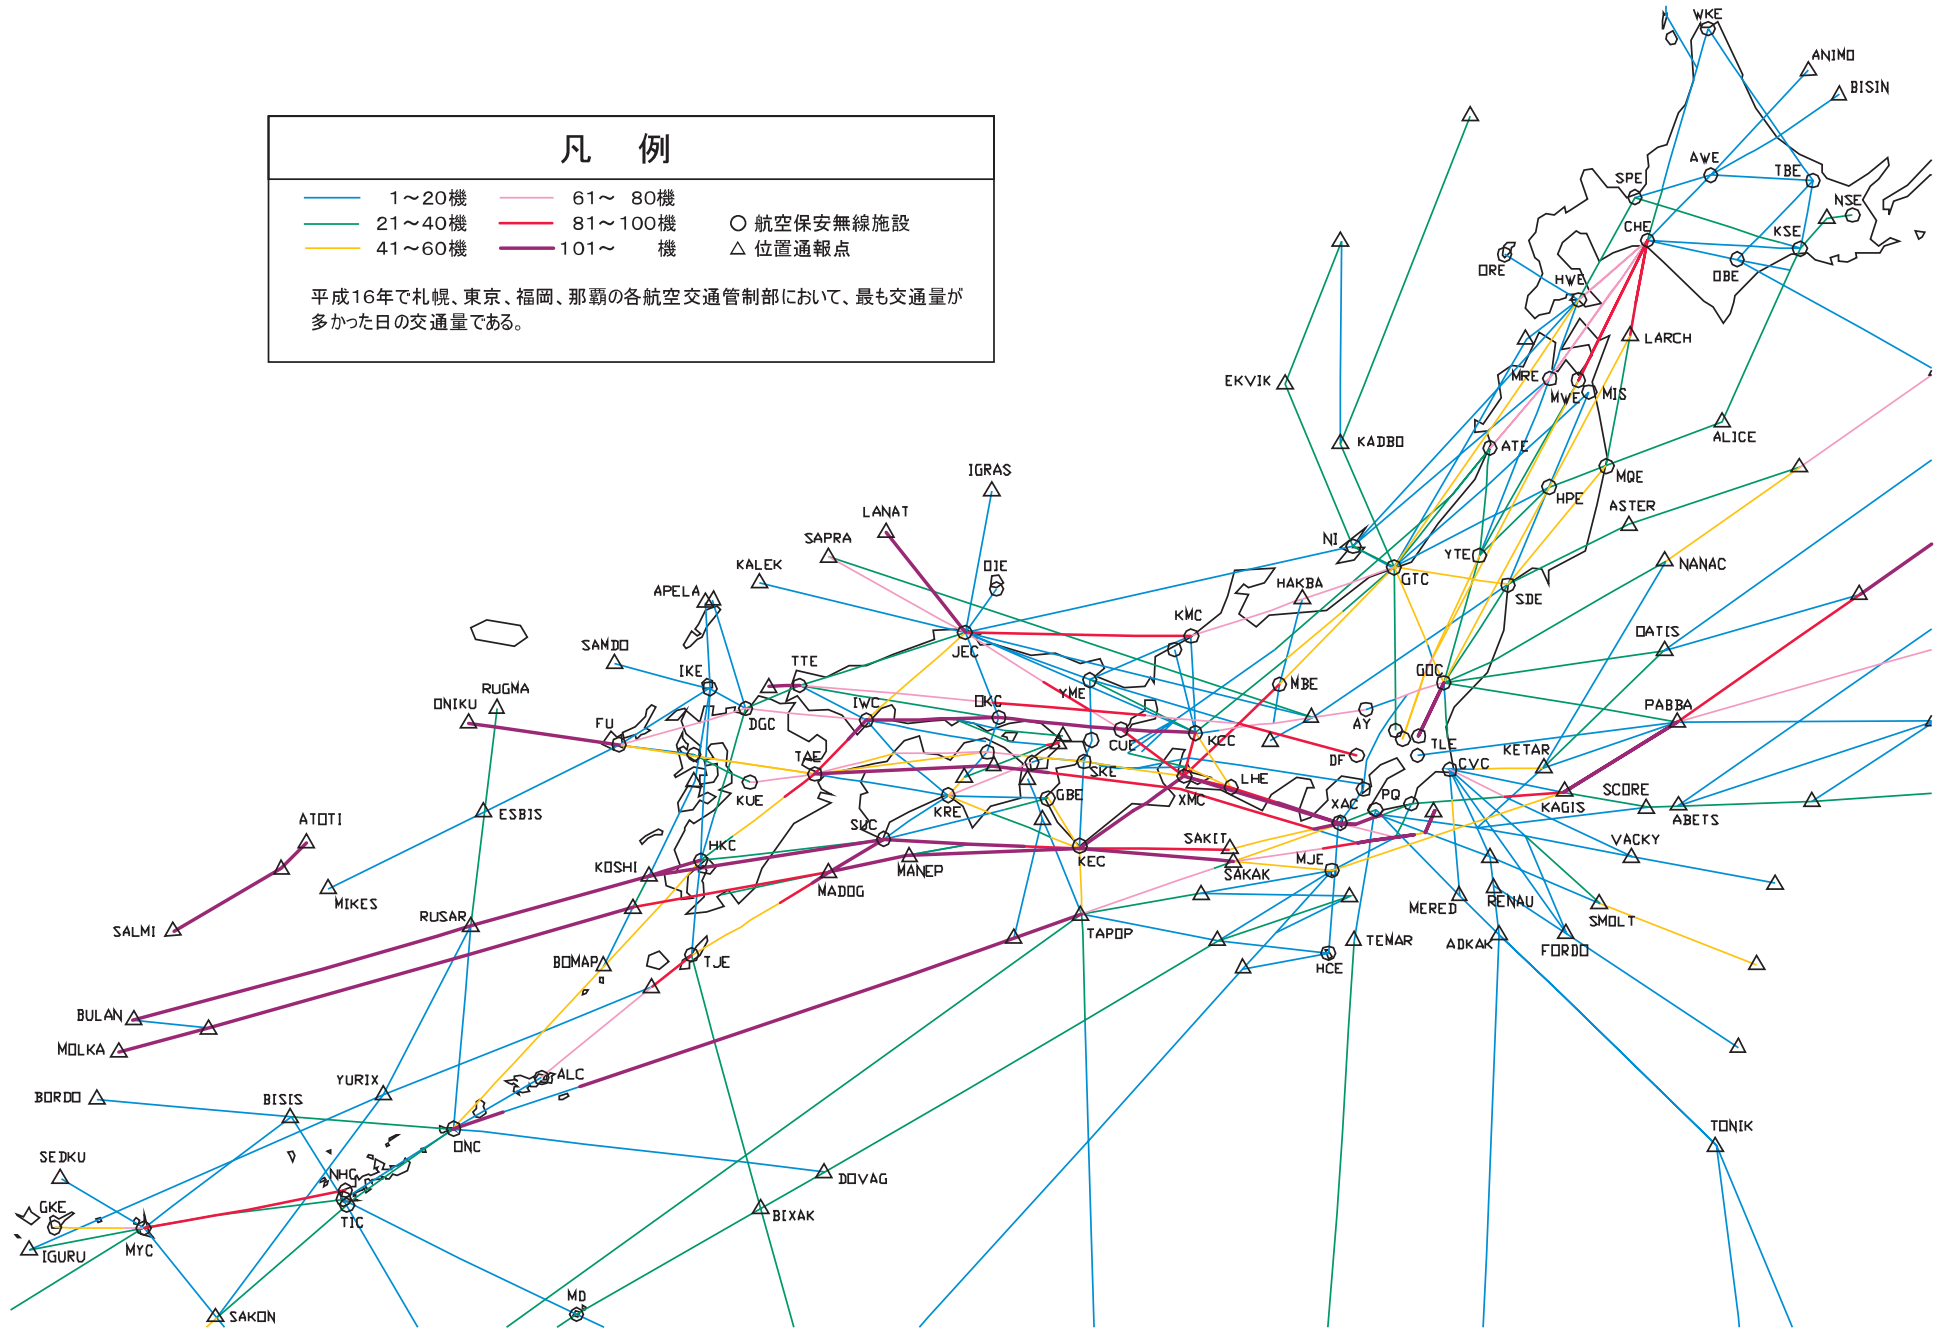 凡 例
1〜20機
21〜40機
41〜60機
61〜 80機
81〜100機
101〜 機
○ 航空保安無線施設
△ 位置通報点
平成16年で札幌、東京、福岡、那覇の各航空交通管制部において、最も交通量が
多かった日の交通量である。
WKE
ANIMO
BISIN
AWE
TBE
SPE
NSE
CHE
KSE
ORE
OBE
HWE
LARCH
EKVIK
MRE
MWE
MIS
KADBO
ALICE
ATE
IGRAS
MQE
HPE
LANAT
ASTER
SAPRA
NI
YTE
KALEK
OIE
GTC
NANAC
APELA
HAKBA
SDE
KMC
SANDO
JEC
OATIS
TTE
IKE
GOC
RUGMA
YME
MBE
ONIKU
IWC
OKC
PABBA
FU
DGC
AY
CUE
KCC
TLE
KETAR
TAE
DF
CVC
SKE
LHE
KUE
GBE
XMC
XAC
PQ
SCORE
KAGIS
ESBIS
KRE
ABETS
ATOTI
SUC
SAKIT
VACKY
HKC
KEC
MJE
KOSHI
MANEP
SAKAK
MIKES
MADOG
MERED
RENAU
RUSAR
SMOLT
SALMI
TAPOP
TEMAR
ADKAK
FORDO
BOMAP
TJE
HCE
BULAN
MOLKA
YURIX
ALC
BORDO
BISIS
TONIK
ONC
SEDKU
NHC
DOVAG
GKE
TIC
BIXAK
MYC
IGURU
MD
SAKON